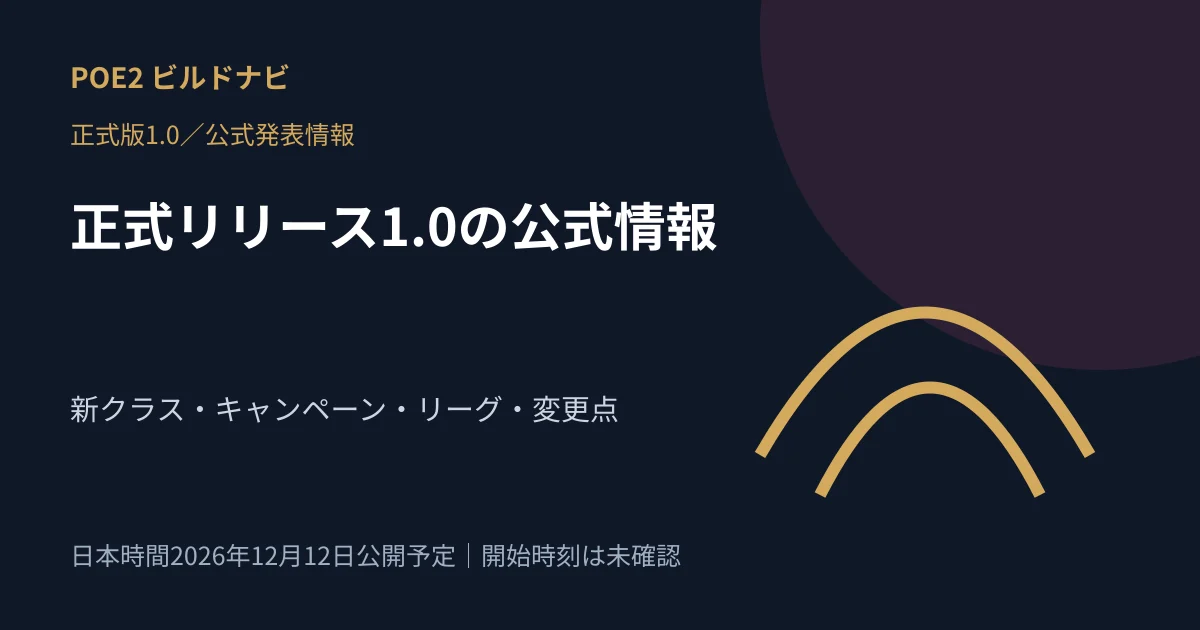 POE2 ビルドナビ
正式版1.0／公式発表情報
正式リリース1.0の公式情報
新クラス・キャンペーン・リーグ・変更点
日本時間2026年12月12日公開予定｜開始時刻は未確認